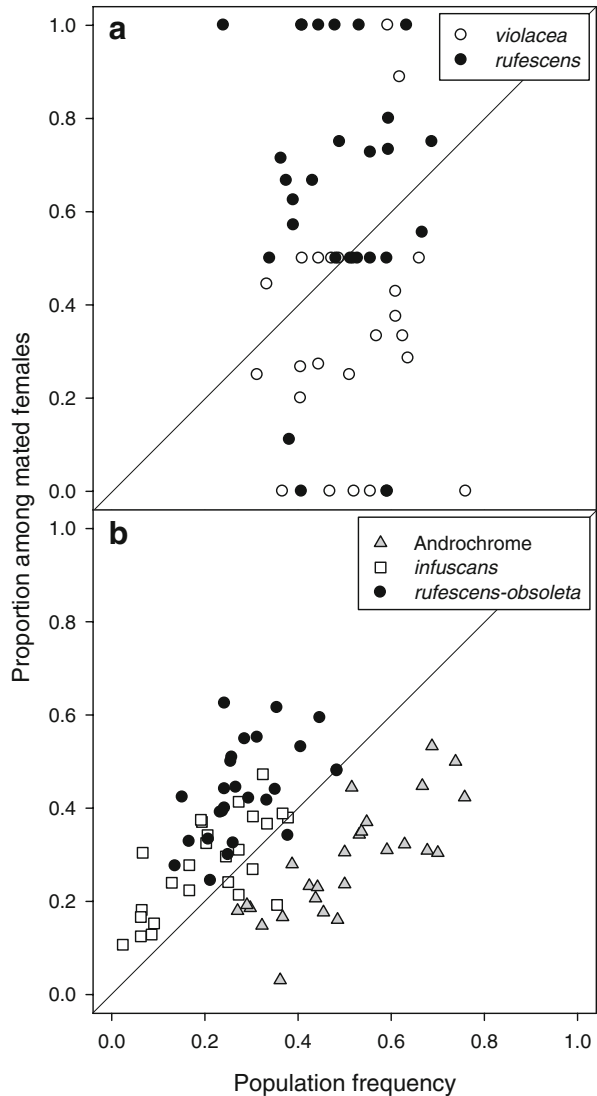 a
violacea
rufescens
1.0
0.8
0.6
0.4
0.2
0.0
Proportion among mated females
b
Androchrome
infuscans
rufescens-obsoleta
1.0
0.8
0.6
0.4
0.2
0.0
0.0 0.2 0.4 0.6 0.8 1.0
Population frequency